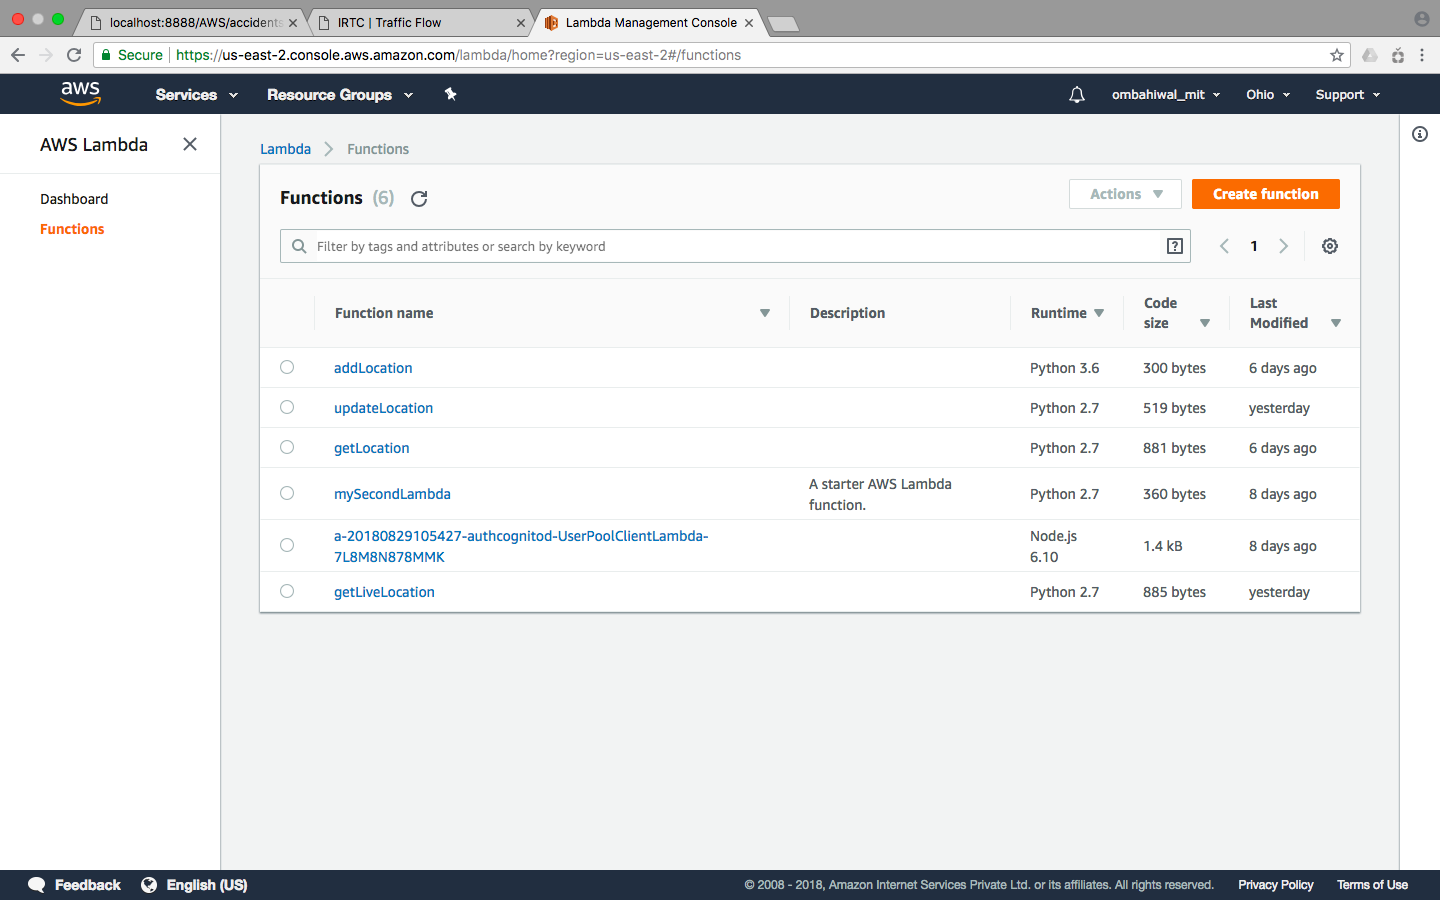 localhost:8888/AWS/accidents
IRTC | Traffic Flow
Lambda Management Console
Secure
https://us-east-2.console.aws.amazon.com/lambda/home?region=us-east-2#/functions
aws
Services
Resource Groups
ombahiwal_mit
Ohio
Support
AWS Lambda
Dashboard
Functions
Lambda
Functions
Functions (6)
Actions
Create function
Filter by tags and attributes or search by keyword
?
1
Function name
Description
Runtime
Code
size
Last
Modified
addLocation
Python 3.6
300 bytes
6 days ago
updateLocation
Python 2.7
519 bytes
yesterday
getLocation
Python 2.7
881 bytes
6 days ago
mySecondLambda
A starter AWS Lambda
function.
Python 2.7
360 bytes
8 days ago
a-20180829105427-authcognitod-UserPoolClientLambda-
7L8M8N878MMK
Node.js
6.10
1.4 kB
8 days ago
getLiveLocation
Python 2.7
885 bytes
yesterday
Feedback
English (US)
© 2008 - 2018, Amazon Internet Services Private Ltd. or its affiliates. All rights reserved.
Privacy Policy
Terms of Use